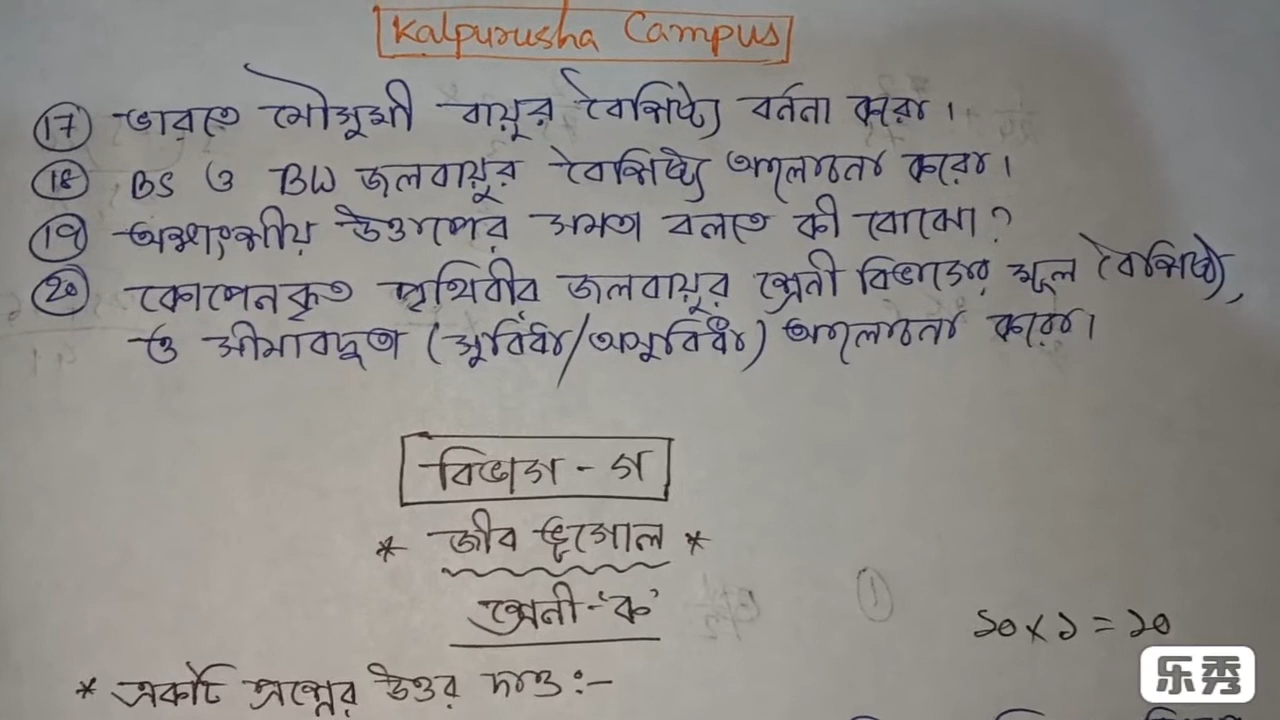 Kalpurusha Campus
(17) ভারতে মৌসুমী বায়ুর বৈশিষ্ট্য বর্ননা করো।
(18) BS ও BW জলবায়ুর বৈশিষ্ট্য আলোচনা করো।
(19) অক্ষাংশীয় উত্তাপের সমতা বলতে কী বোঝো?
(20) কোপেনকৃত পৃথিবীর জলবায়ুর শ্রেনী বিভাগের মূল বৈশিষ্ট্য,
ও সীমাবদ্ধতা (সুবিধা/অসুবিধা) আলোচনা করো।
বিভাগ - গ
* জীব ভূগোল *
শ্রেনী-'ক'
১০ x ১ = ১০
* একটি প্রশ্নের উত্তর দাও :-
乐秀